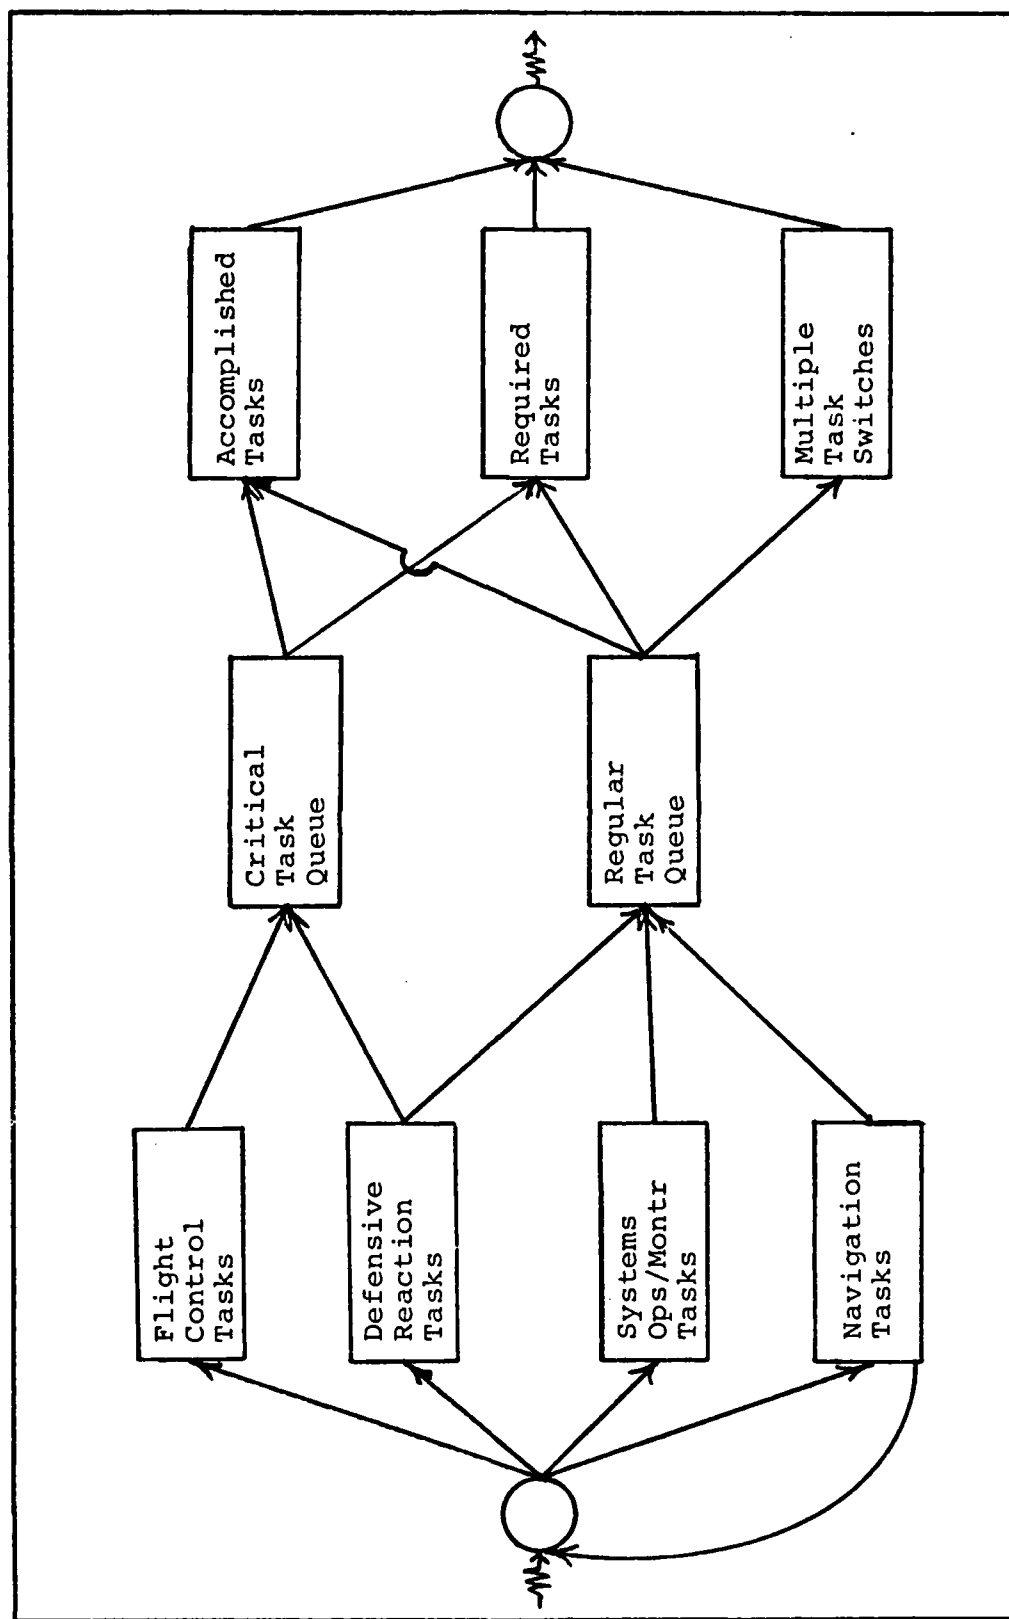 Flight
Control
Tasks
Defensive
Reaction
Tasks
Systems
Ops/Montr
Tasks
Navigation
Tasks
Critical
Task
Queue
Regular
Task
Queue
Accomplished
Tasks
Required
Tasks
Multiple
Task
Switches